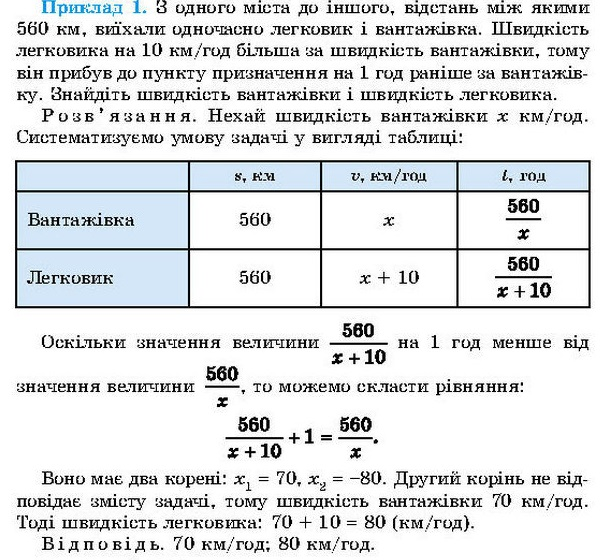 Приклад 1. З одного міста до іншого, відстань між якими
560 км, виїхали одночасно легковик і вантажівка. Швидкість
легковика на 10 км/год більша за швидкість вантажівки, тому
він прибув до пункту призначення на 1 год раніше за вантажів-
ку. Знайдіть швидкість вантажівки і швидкість легковика.
Розв’язання. Нехай швидкість вантажівки x км/год.
Систематизуємо умову задачі у вигляді таблиці:
s, км v, км/год t, год
Вантажівка 560 x 560/x
Легковик 560 x + 10 560/(x + 10)
Оскільки значення величини 560/(x + 10) на 1 год менше від
значення величини 560/x, то можемо скласти рівняння:
560/(x + 10) + 1 = 560/x.
Воно має два корені: x₁ = 70, x₂ = −80. Другий корінь не від-
повідає змісту задачі, тому швидкість вантажівки 70 км/год.
Тоді швидкість легковика: 70 + 10 = 80 (км/год).
Відповідь. 70 км/год; 80 км/год.